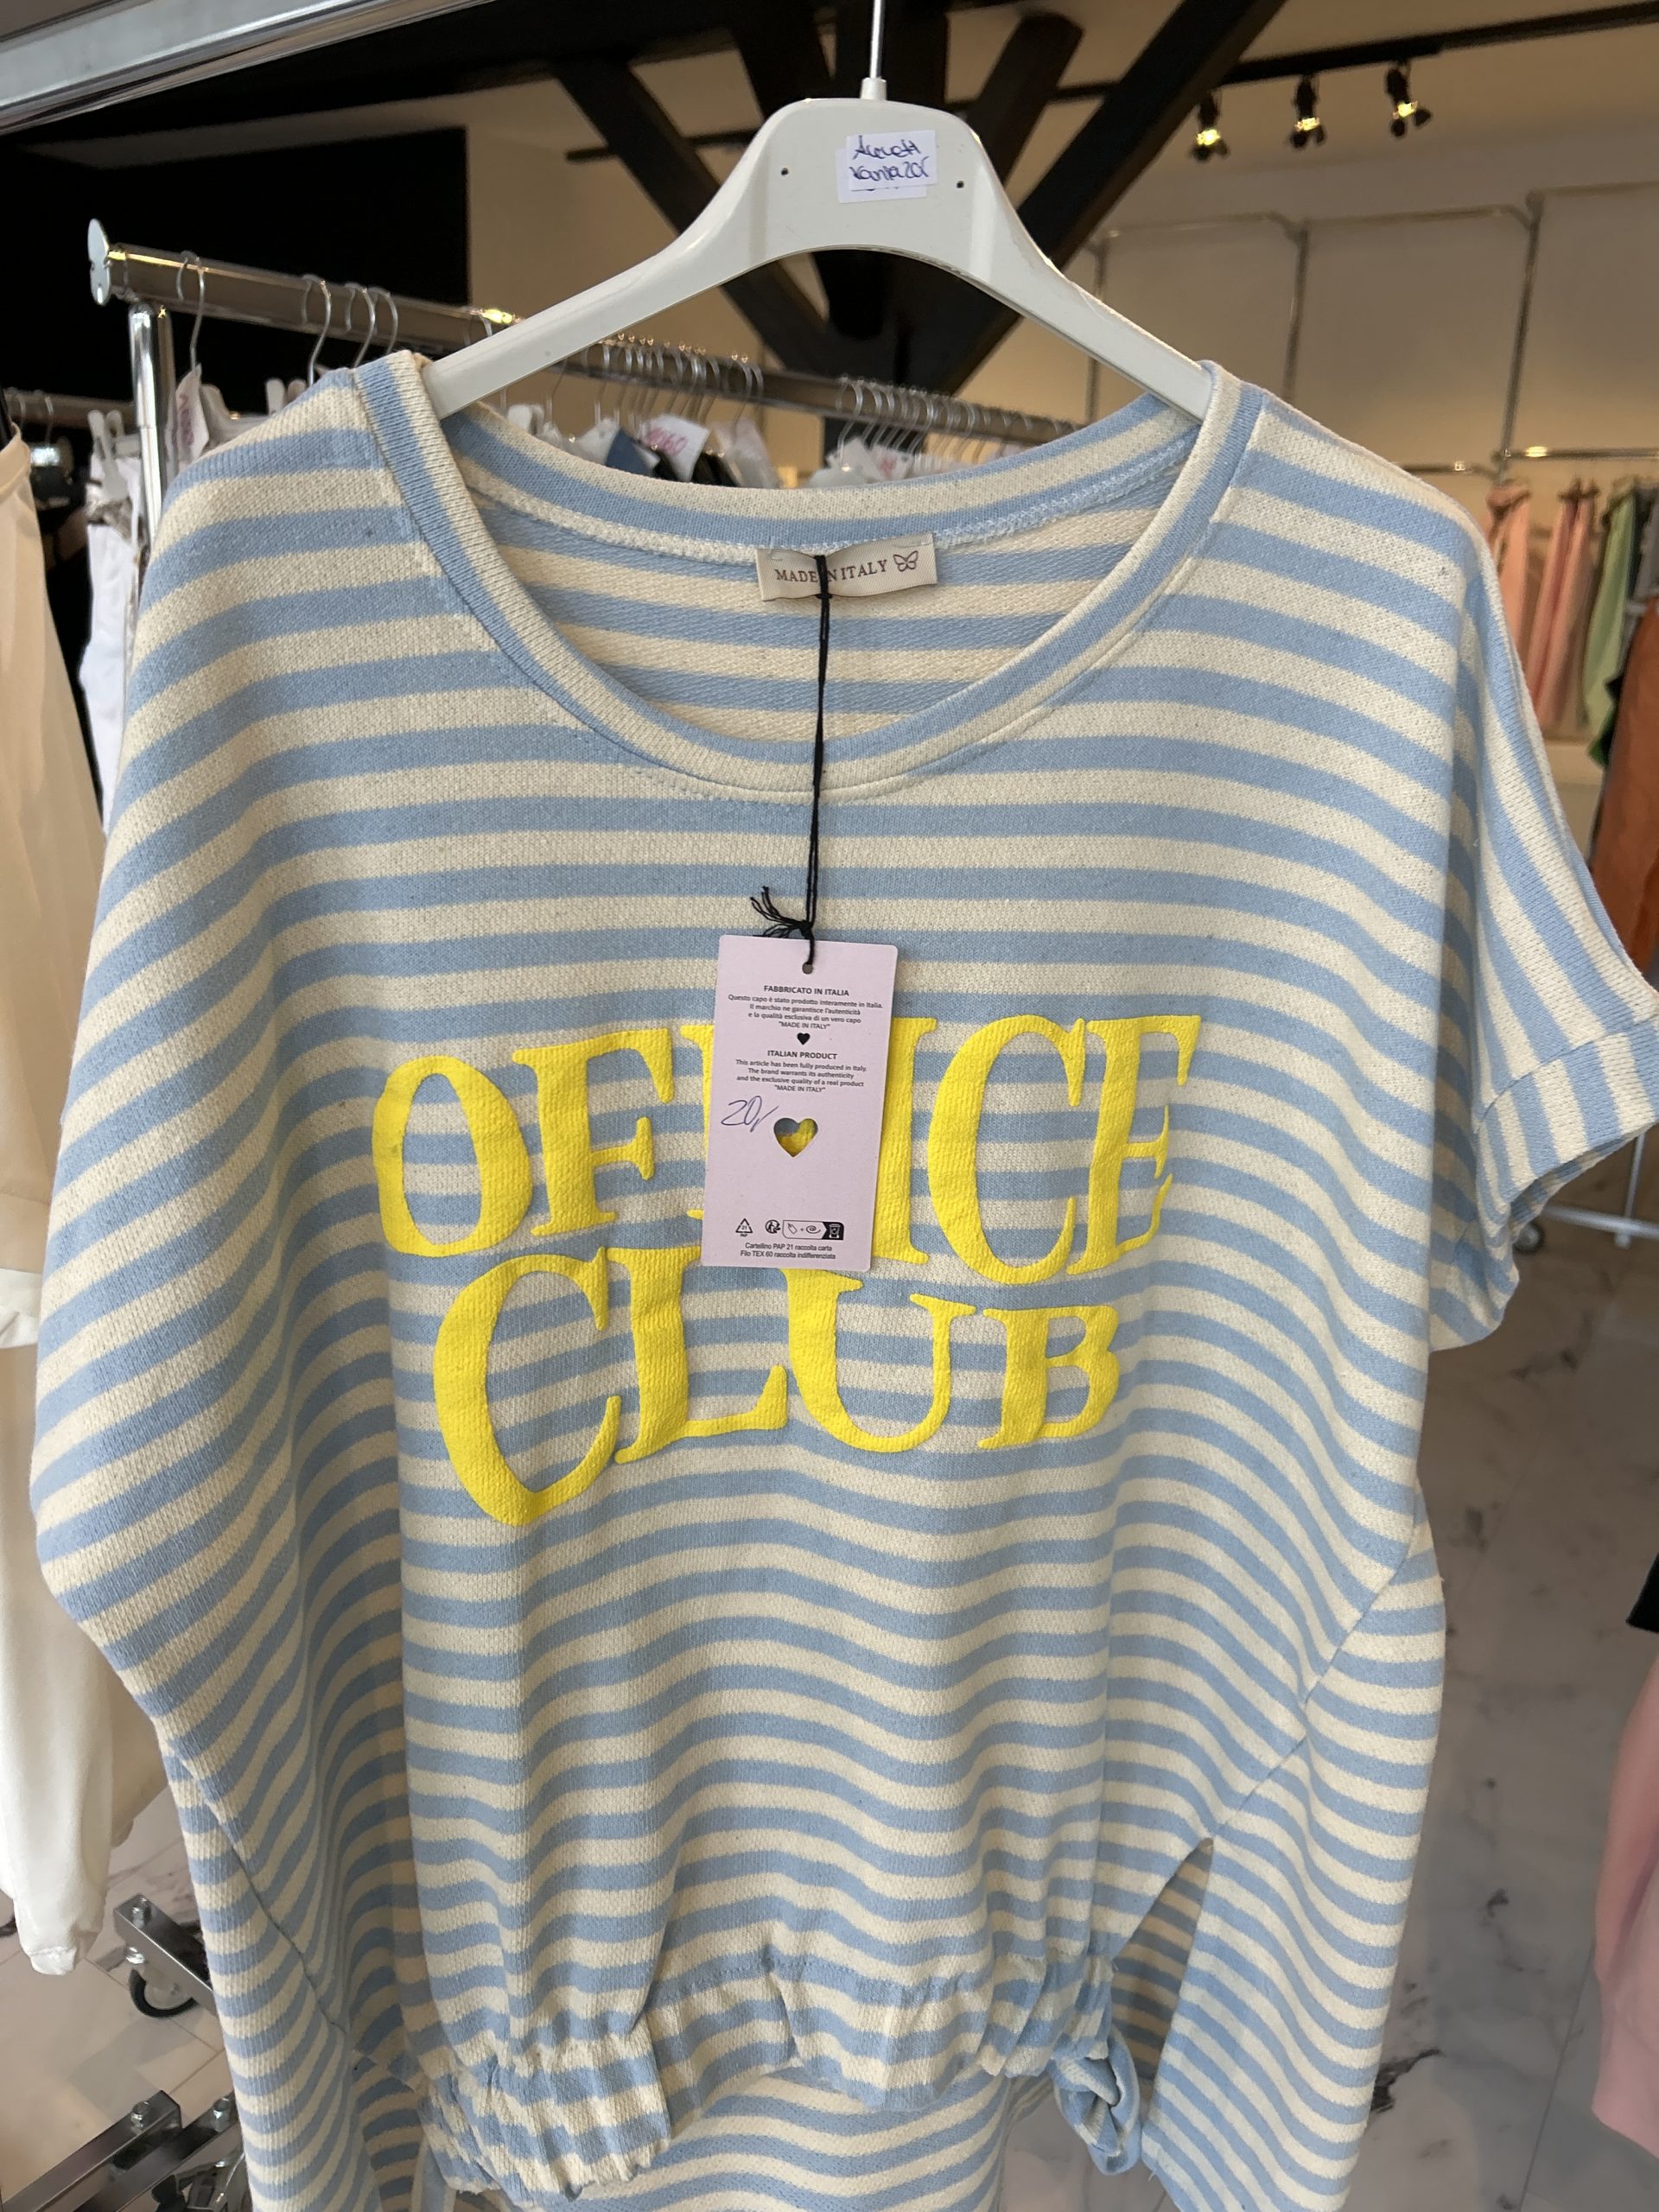 MADE IN ITALY
FABBRICATO IN ITALIA
Questo capo è stato prodotto interamente in Italia.
Il marchio ne garantisce l'autenticità
e la qualità esclusiva di un vero capo
"MADE IN ITALY"
ITALIAN PRODUCT
This article has been fully produced in Italy.
The brand warrants its authenticity
and the exclusive quality of a real product
"MADE IN ITALY"
20,
21
PAP
Cartellino PAP 21 raccolta carta
Filo TEX 60 raccolta indifferenziata
OFFICE
CLUB